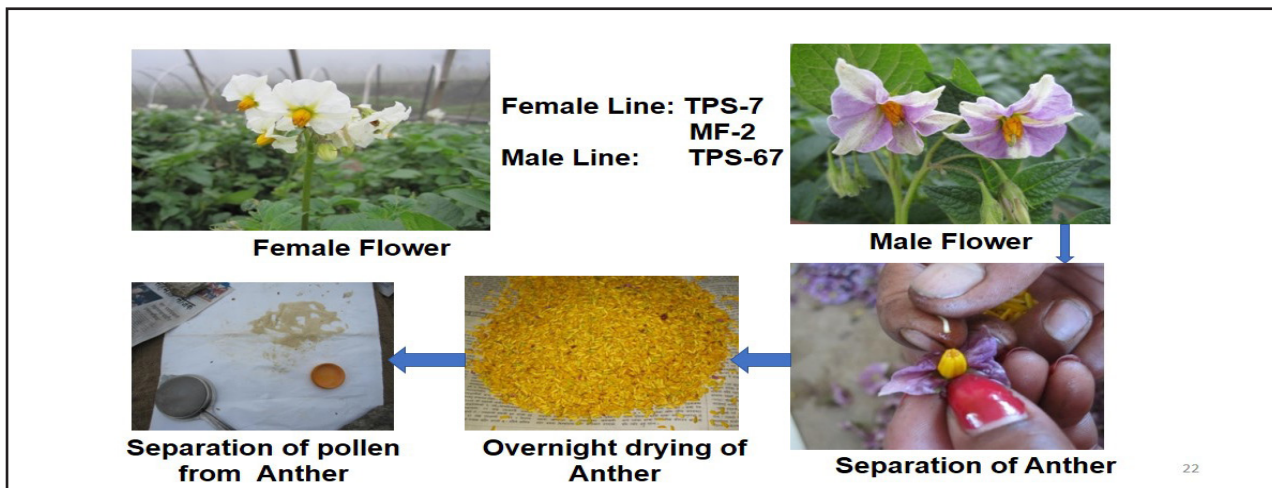 Female Line: TPS-7
MF-2
Male Line: TPS-67
Female Flower
Male Flower
Separation of pollen
from Anther
Overnight drying of
Anther
Separation of Anther
22